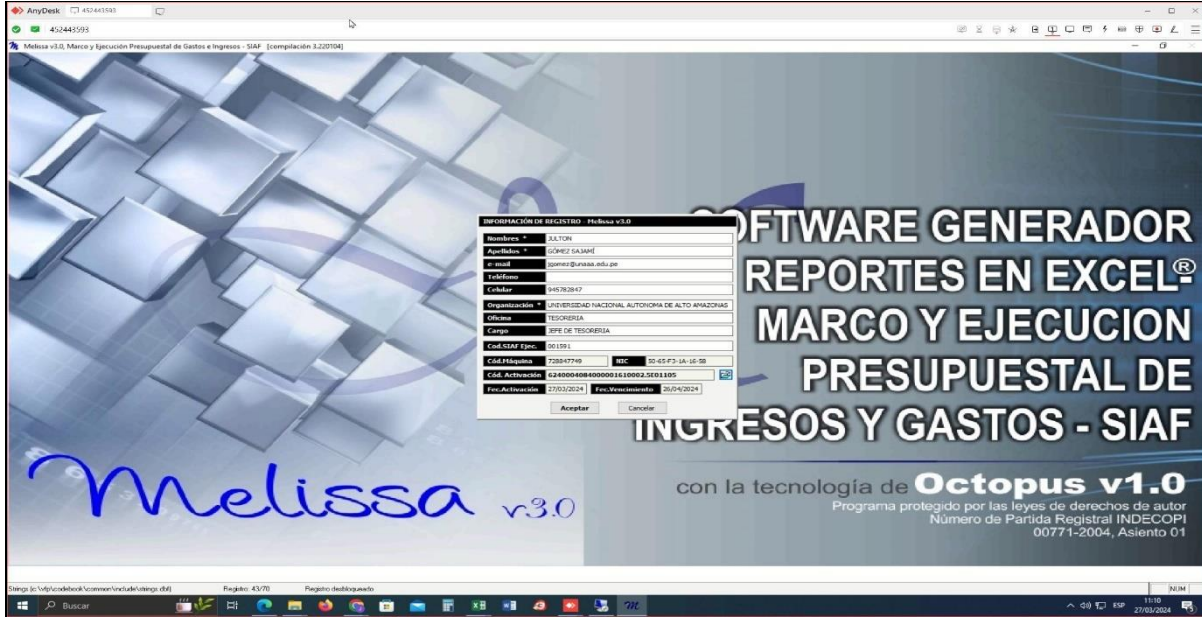 AnyDesk
452443593
452443593
Melissa v3.0, Marco y Ejecución Presupuestal de Gastos e Ingresos - SIAF [compilación 3.220104]
SOFTWARE GENERADOR
REPORTES EN EXCEL®
MARCO Y EJECUCION
PRESUPUESTAL DE
INGRESOS Y GASTOS - SIAF
con la tecnología de Octopus v1.0
Programa protegido por las leyes de derechos de autor
Número de Partida Registral INDECOPI
00771-2004, Asiento 01
Melissa v3.0
INFORMACIÓN DE REGISTRO - Melissa v3.0
Nombres * JULTON
Apellidos * GÓMEZ SAJAMÍ
e-mail jgomez@unaaa.edu.pe
Teléfono
Celular 945782847
Organización * UNIVERSIDAD NACIONAL AUTONOMA DE ALTO AMAZONAS
Oficina TESORERIA
Cargo JEFE DE TESORERIA
Cod.SIAF Ejec. 001591
Cód.Máquina 728847749 NIC 50-65-F3-1A-16-5B
Cód. Activación 6240004084000001610002.5E01105
Fec.Activación 27/03/2024 Fec.Vencimiento 26/04/2024
Aceptar Cancelar
Strings (c:\vfp\codebook\common\include\strings.dbf) Registro: 43/70 Registro desbloqueado NUM
Buscar
ESP 11:10
27/03/2024